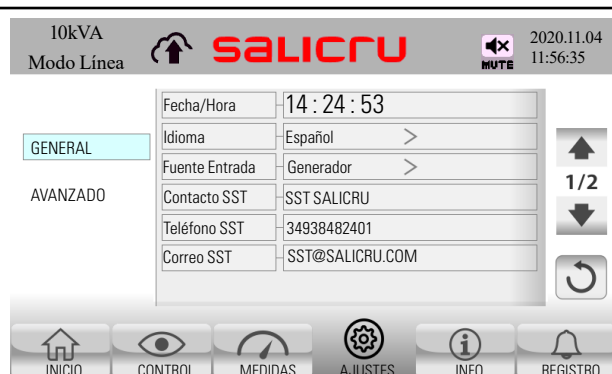 10kVA
Modo Línea
salicru
MUTE
2020.11.04
11:56:35
GENERAL
AVANZADO
Fecha/Hora 14 : 24 : 53
Idioma Español >
Fuente Entrada Generador >
Contacto SST SST SALICRU
Teléfono SST 34938482401
Correo SST SST@SALICRU.COM
1/2
INICIO CONTROL MEDIDAS AJUSTES INFO REGISTRO